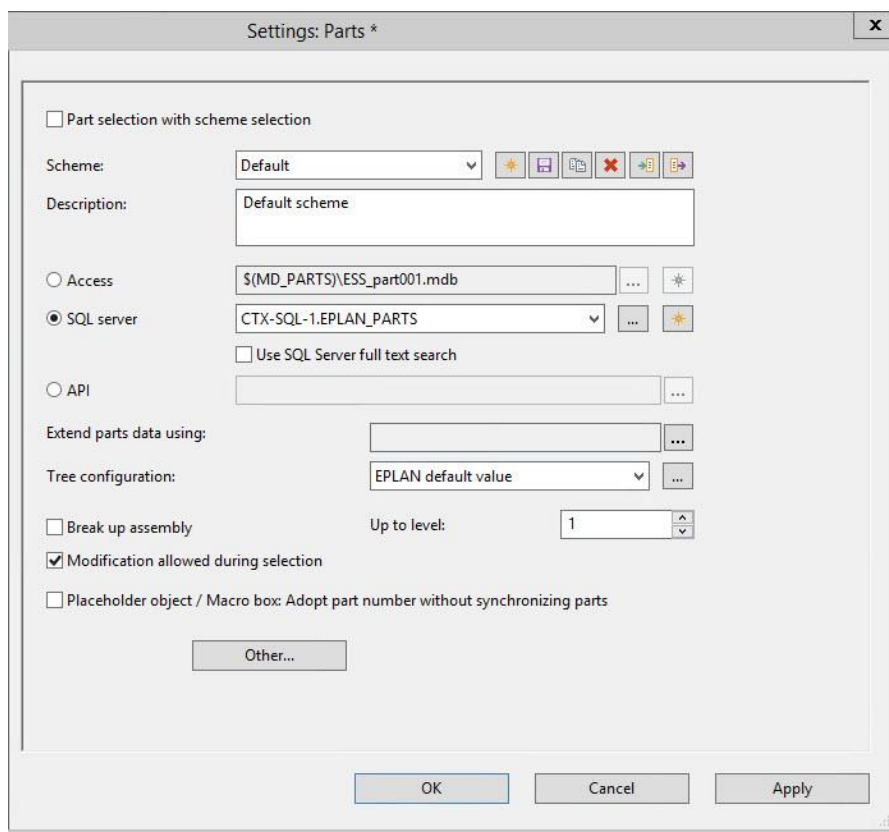 Settings: Parts *
x
Part selection with scheme selection
Scheme: Default
Description: Default scheme
Access $(MD_PARTS)\ESS_part001.mdb ...
SQL server CTX-SQL-1.EPLAN_PARTS ...
Use SQL Server full text search
API ...
Extend parts data using: ...
Tree configuration: EPLAN default value ...
Break up assembly Up to level: 1
Modification allowed during selection
Placeholder object / Macro box: Adopt part number without synchronizing parts
Other...
OK Cancel Apply